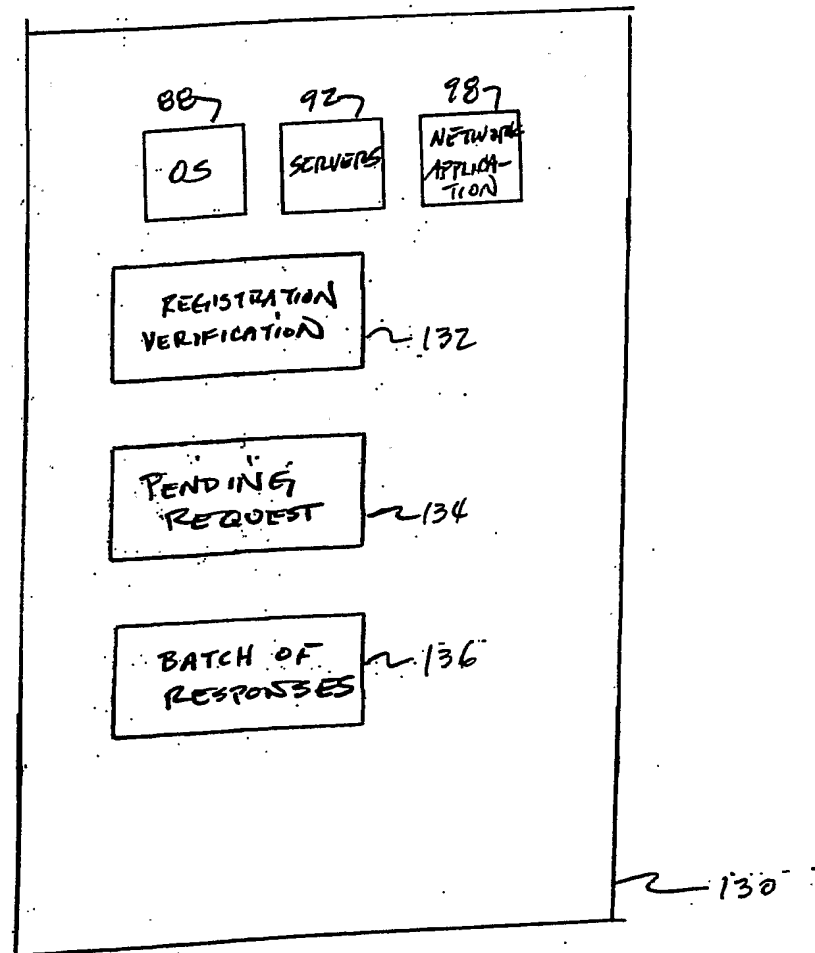 88 92 98
OS
SERVERS
NETWORK
APPLICA-
TION
REGISTRATION
VERIFICATION
132
PENDING
REQUEST
134
BATCH OF
RESPONSES
136
130